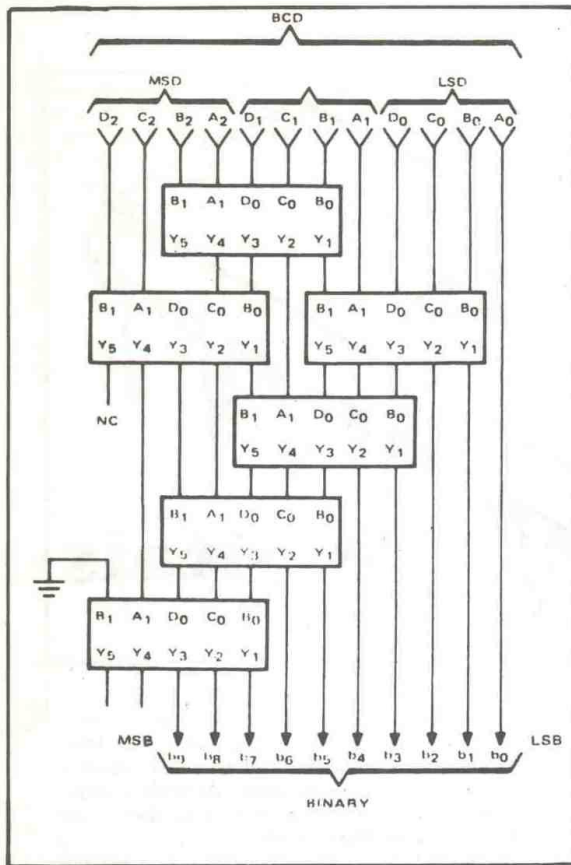 BCD
MSD LSD
D2 C2 B2 A2 D1 C1 B1 A1 D0 C0 B0 A0
B1 A1 D0 C0 B0
Y5 Y4 Y3 Y2 Y1
B1 A1 D0 C0 B0 B1 A1 D0 C0 B0
Y5 Y4 Y3 Y2 Y1 Y5 Y4 Y3 Y2 Y1
NC
B1 A1 D0 C0 B0
Y5 Y4 Y3 Y2 Y1
B1 A1 D0 C0 B0
Y5 Y4 Y3 Y2 Y1
B1 A1 D0 C0 B0
Y5 Y4 Y3 Y2 Y1
MSB LSB
b9 b8 b7 b6 b5 b4 b3 b2 b1 b0
BINARY